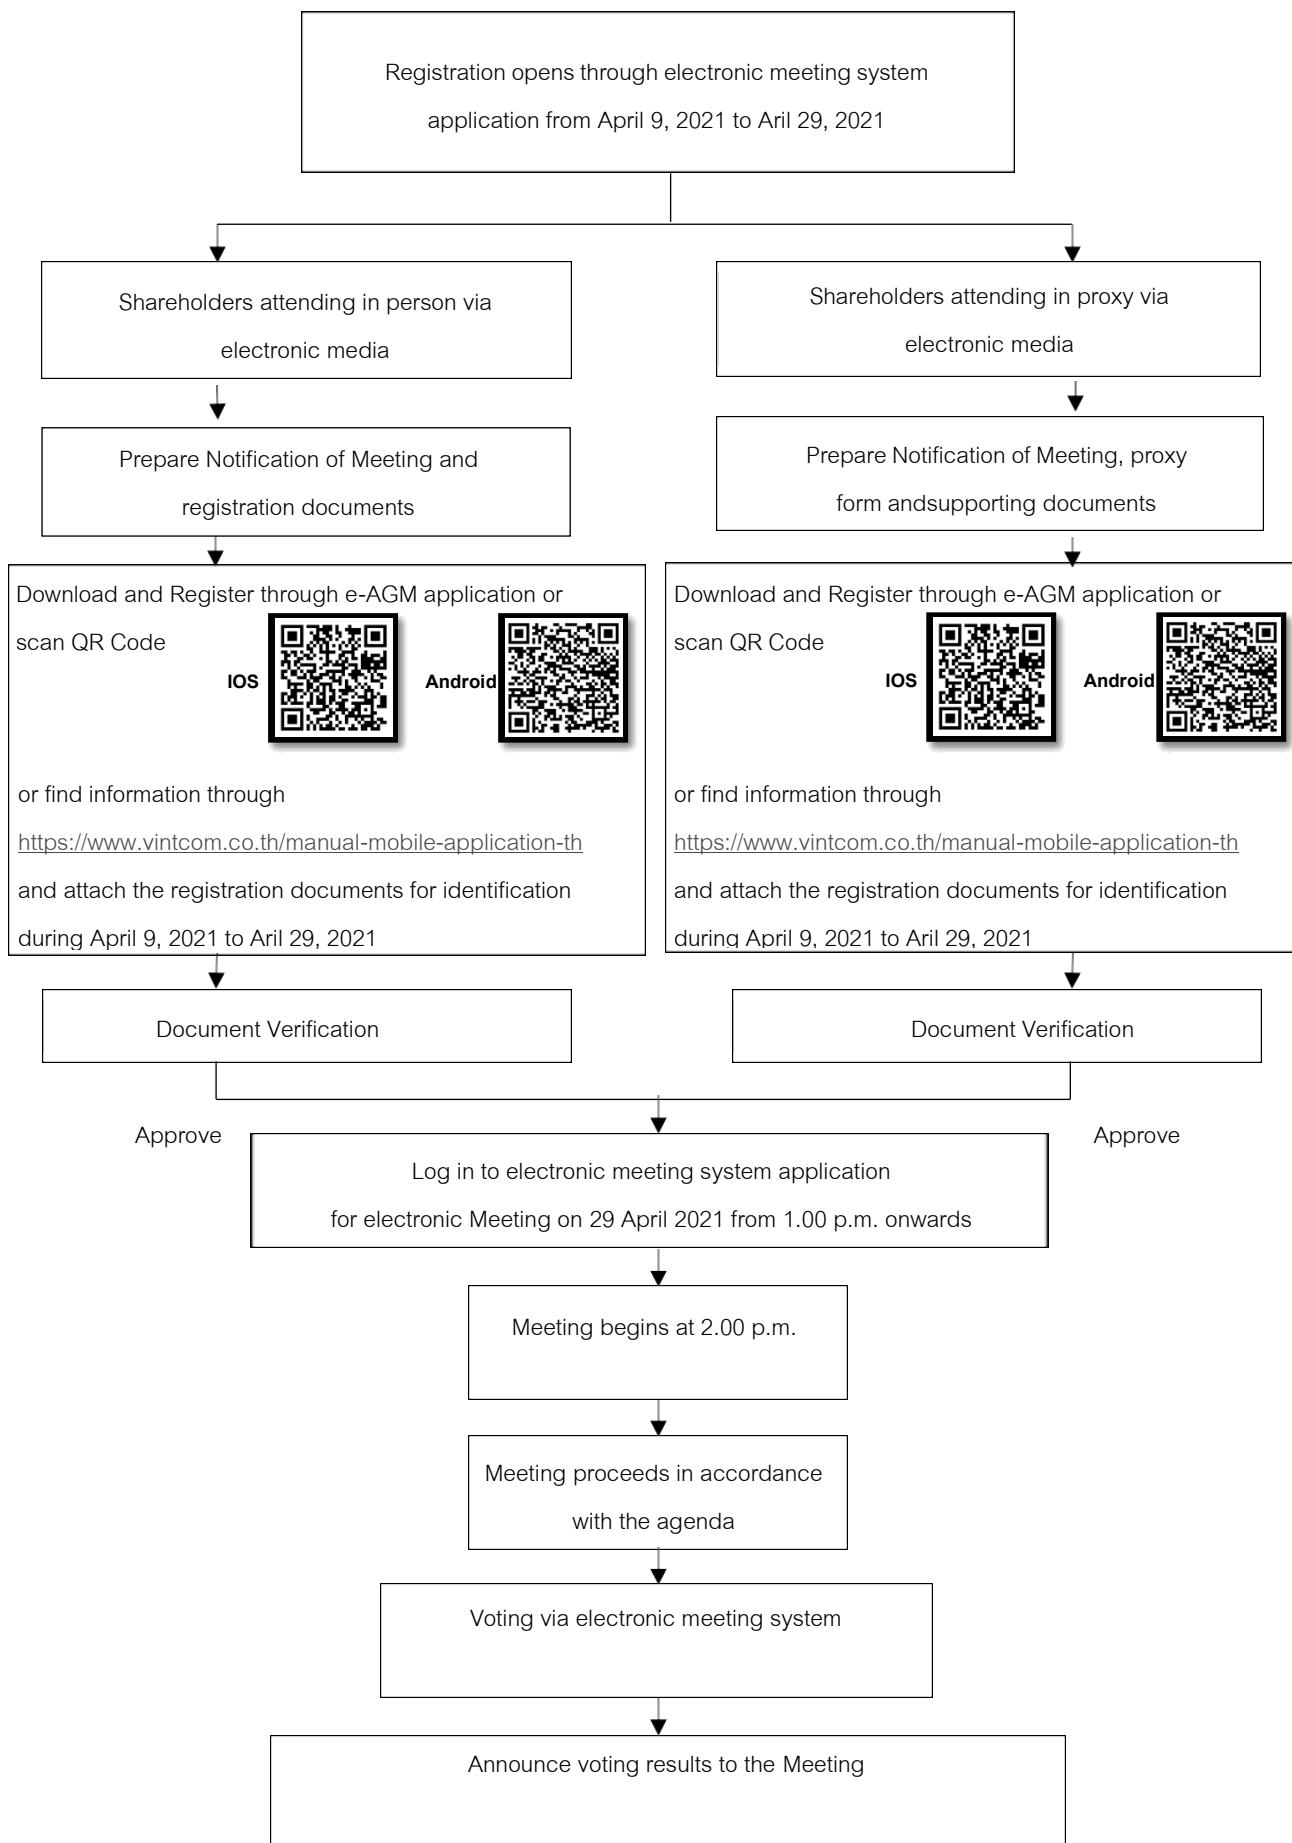 Registration opens through electronic meeting system
application from April 9, 2021 to Aril 29, 2021
Shareholders attending in person via
electronic media
Shareholders attending in proxy via
electronic media
Prepare Notification of Meeting and
registration documents
Prepare Notification of Meeting, proxy
form andsupporting documents
Download and Register through e-AGM application or
scan QR Code
IOS
Android
or find information through
https://www.vintcom.co.th/manual-mobile-application-th
and attach the registration documents for identification
during April 9, 2021 to Aril 29, 2021
Download and Register through e-AGM application or
scan QR Code
IOS
Android
or find information through
https://www.vintcom.co.th/manual-mobile-application-th
and attach the registration documents for identification
during April 9, 2021 to Aril 29, 2021
Document Verification
Document Verification
Approve
Approve
Log in to electronic meeting system application
for electronic Meeting on 29 April 2021 from 1.00 p.m. onwards
Meeting begins at 2.00 p.m.
Meeting proceeds in accordance
with the agenda
Voting via electronic meeting system
Announce voting results to the Meeting